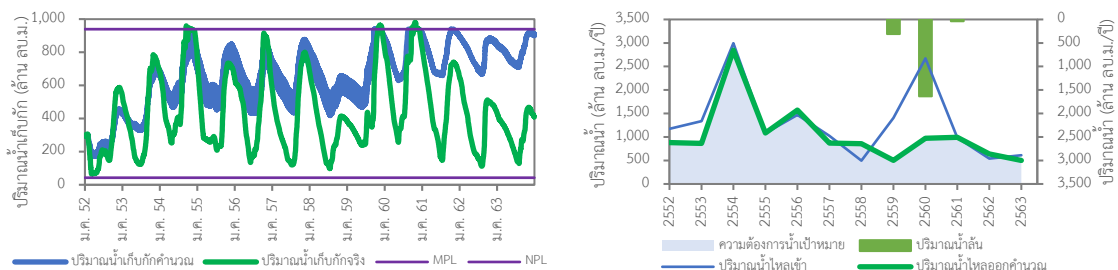 ปริมาณน้ำเก็บกัก (ล้าน ลบ.ม.)
1,000
800
600
400
200
0
ม.ค. 52
ม.ค. 53
ม.ค. 54
ม.ค. 55
ม.ค. 56
ม.ค. 57
ม.ค. 58
ม.ค. 59
ม.ค. 60
ม.ค. 61
ม.ค. 62
ม.ค. 63
ปริมาณน้ำเก็บกักคำนวณ
ปริมาณน้ำเก็บกักจริง
MPL
NPL
ปริมาณน้ำ (ล้าน ลบ.ม./ปี)
3,500
3,000
2,500
2,000
1,500
1,000
500
0
2552
2553
2554
2555
2556
2557
2558
2559
2560
2561
2562
2563
0
500
1,000
1,500
2,000
2,500
3,000
3,500
ปริมาณน้ำ (ล้าน ลบ.ม./ปี)
ความต้องการน้ำเป้าหมาย
ปริมาณน้ำล้น
ปริมาณน้ำไหลเข้า
ปริมาณน้ำไหลออกคำนวณ